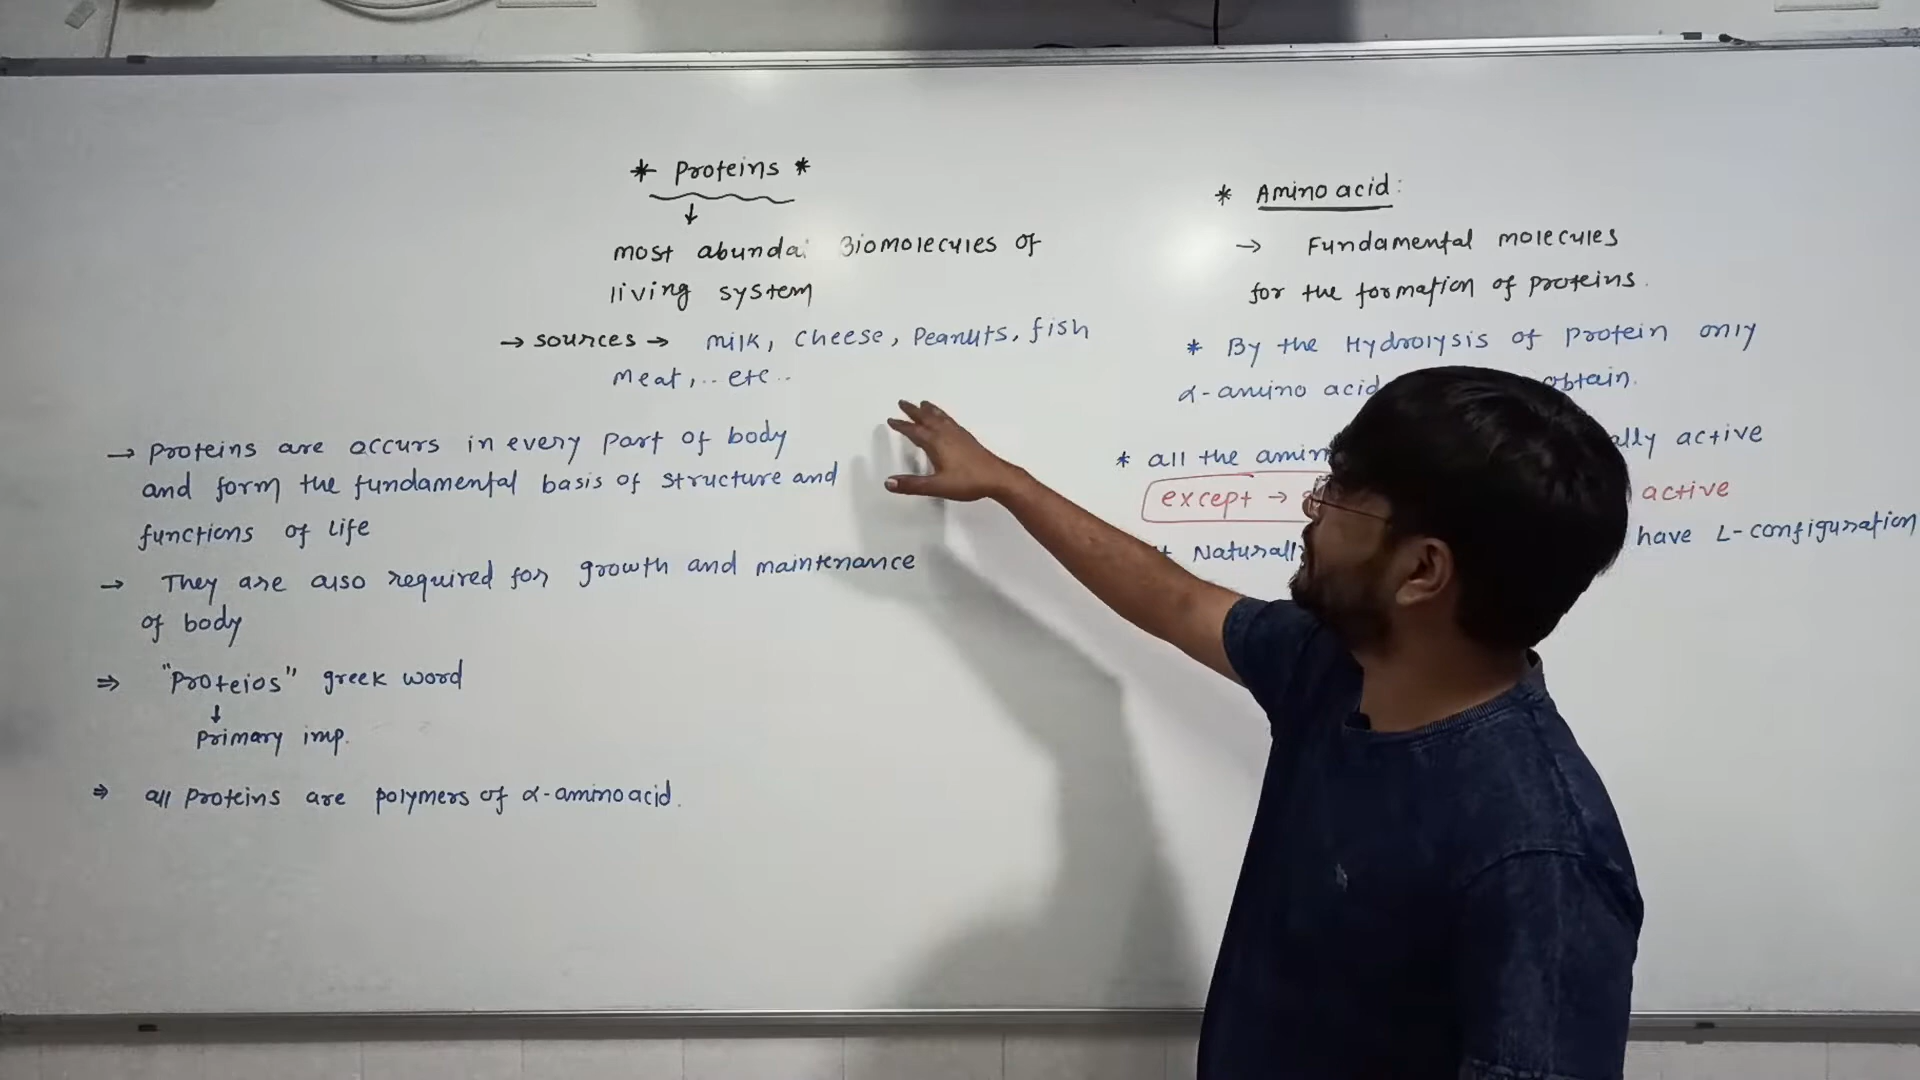 * Proteins *
↓
most abunda Biomolecules of
living system
→ sources → milk, cheese, Peanuts, fish
meat,.. etc..
→ proteins are occurs in every part of body
and form the fundamental basis of structure and
functions of life
→ They are also required for growth and maintenance
of body
⇒ "Proteios" greek word
↓
Primary imp.
⇒ all proteins are polymers of α-aminoacid.
* Amino acid:
→ Fundamental molecules
for the formation of proteins.
* By the Hydrolysis of protein only
α-amino acid obtain.
* all the amin ally active
except → active
Naturall have L-configuration